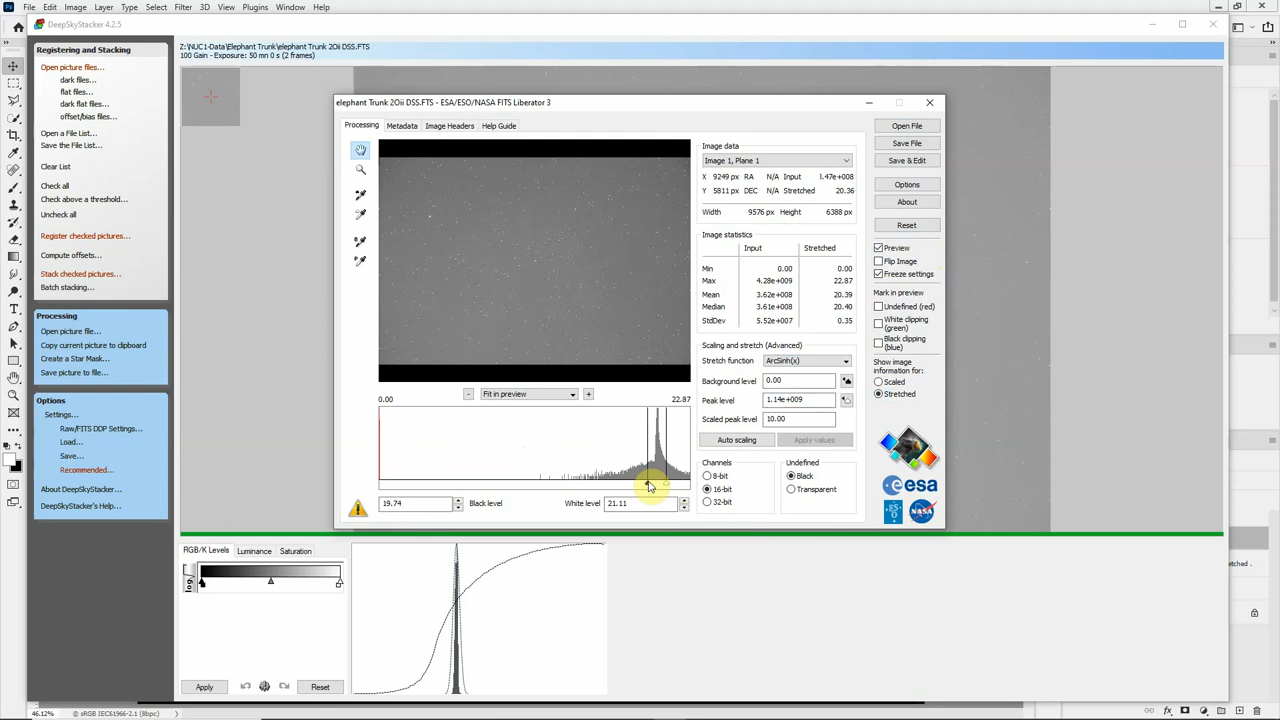 Ps File Edit Image Layer Type Select Filter 3D View Plugins Window Help
DeepSkyStacker 4.2.5
Registering and Stacking
Open picture files...
dark files...
flat files...
dark flat files...
offset/bias files...
Open a File List...
Save the File List...
Clear List
Check all
Check above a threshold...
Uncheck all
Register checked pictures...
Compute offsets...
Stack checked pictures...
Batch stacking...
Processing
Open picture file...
Copy current picture to clipboard
Create a Star Mask...
Save picture to file...
Options
Settings...
Raw/FITS DDP Settings...
Load...
Save...
Recommended...
About DeepSkyStacker...
DeepSkyStacker's Help...
Z:\NUC1-Data\Elephant Trunk\elephant Trunk 2Oii DSS.FTS
100 Gain - Exposure: 50 mn 0 s (2 frames)
elephant Trunk 2Oii DSS.FTS - ESA/ESO/NASA FITS Liberator 3
Processing Metadata Image Headers Help Guide
- Fit in preview +
0.00 22.87
19.74 Black level White level 21.11
Image data
Image 1, Plane 1
X 9249 px RA N/A Input 3.47e+008
Y 5811 px DEC N/A Stretched 20.36
Width 9576 px Height 6388 px
Image statistics
Input Stretched
Min 0.00 0.00
Max 4.28e+009 22.87
Mean 3.62e+008 20.39
Median 3.61e+008 20.40
StdDev 5.52e+007 0.35
Scaling and stretch (Advanced)
Stretch function ArcSinh(x)
Background level 0.00
Peak level 1.14e+009
Scaled peak level 10.00
Auto scaling Apply values
Channels
8-bit
16-bit
32-bit
Undefined
Black
Transparent
Open File
Save File
Save & Edit
Options
About
Reset
Preview
Flip Image
Freeze settings
Mark in preview
Undefined (red)
White clipping
(green)
Black clipping
(blue)
Show image
information for:
Scaled
Stretched
esa
ESO NASA
RGB/K Levels Luminance Saturation
log
Apply Reset
46.12% sRGB IEC61966-2.1 (8bpc)